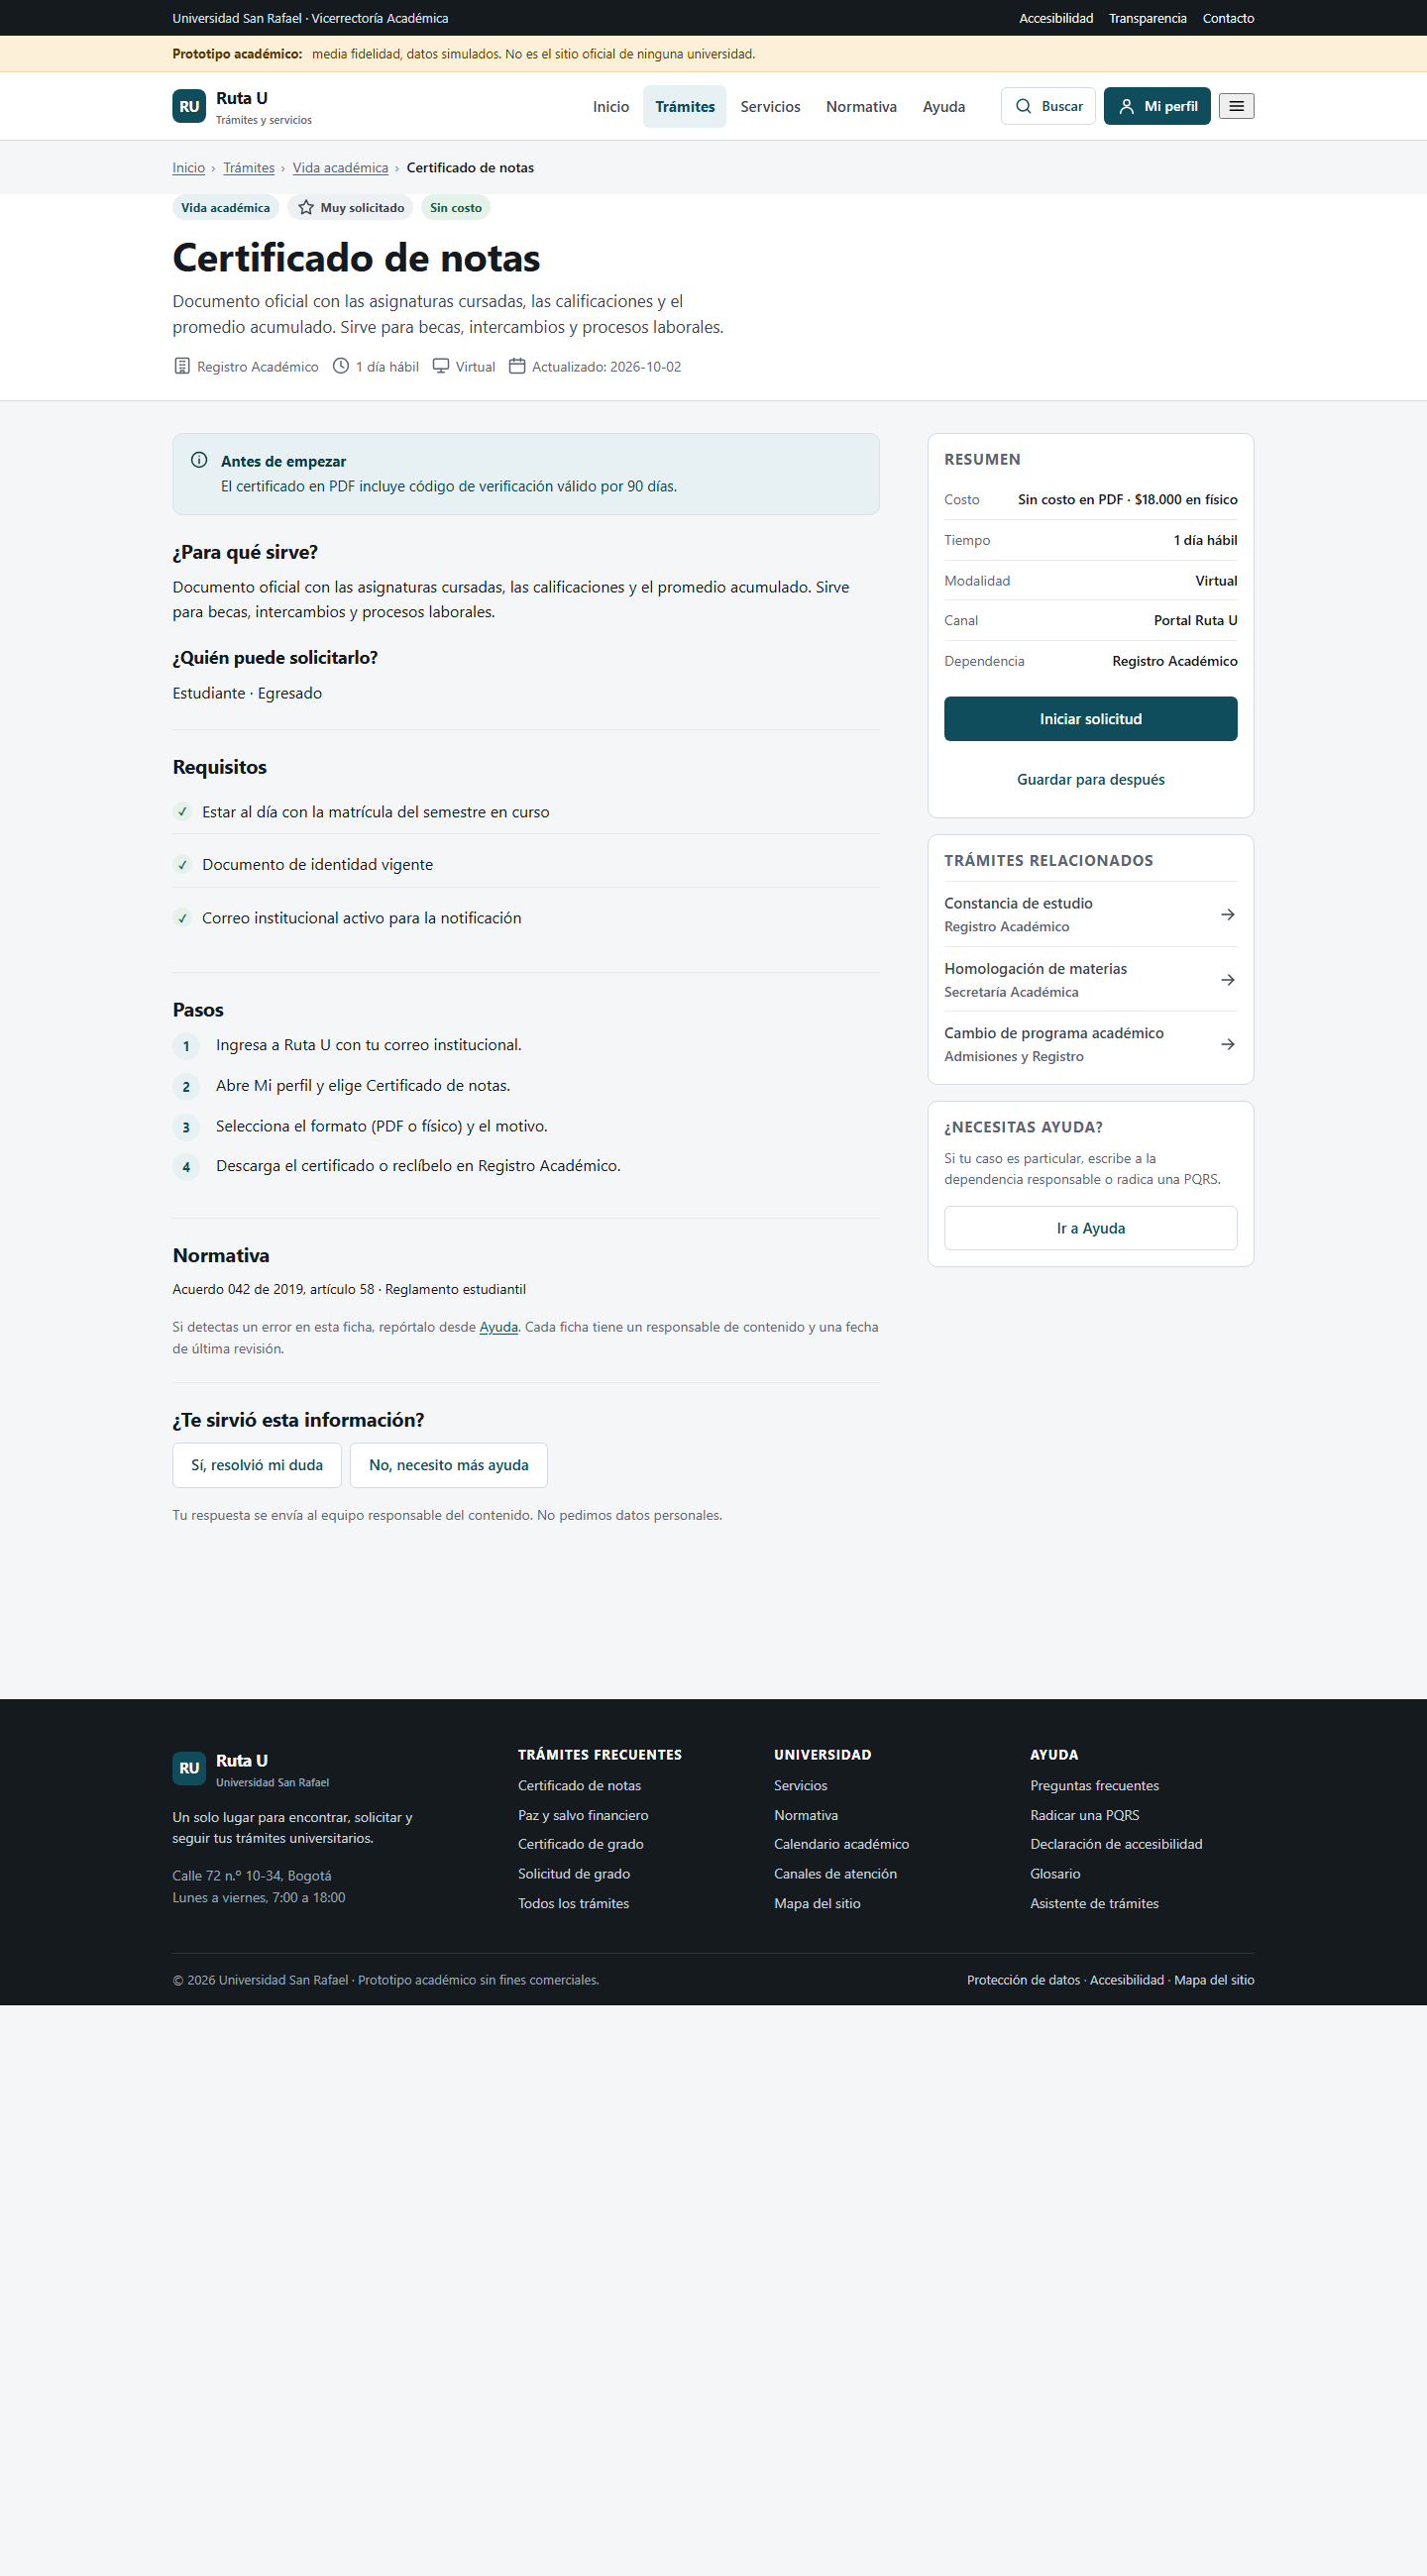 Universidad San Rafael · Vicerrectoría Académica
Accesibilidad Transparencia Contacto
Prototipo académico: media fidelidad, datos simulados. No es el sitio oficial de ninguna universidad.
RU Ruta U
Trámites y servicios
Inicio Trámites Servicios Normativa Ayuda Buscar Mi perfil
Inicio › Trámites › Vida académica › Certificado de notas
Vida académica Muy solicitado Sin costo
Certificado de notas
Documento oficial con las asignaturas cursadas, las calificaciones y el
promedio acumulado. Sirve para becas, intercambios y procesos laborales.
Registro Académico 1 día hábil Virtual Actualizado: 2026-10-02
Antes de empezar
El certificado en PDF incluye código de verificación válido por 90 días.
¿Para qué sirve?
Documento oficial con las asignaturas cursadas, las calificaciones y el promedio acumulado. Sirve
para becas, intercambios y procesos laborales.
¿Quién puede solicitarlo?
Estudiante · Egresado
Requisitos
✓ Estar al día con la matrícula del semestre en curso
✓ Documento de identidad vigente
✓ Correo institucional activo para la notificación
Pasos
1 Ingresa a Ruta U con tu correo institucional.
2 Abre Mi perfil y elige Certificado de notas.
3 Selecciona el formato (PDF o físico) y el motivo.
4 Descarga el certificado o reclíbelo en Registro Académico.
Normativa
Acuerdo 042 de 2019, artículo 58 · Reglamento estudiantil
Si detectas un error en esta ficha, repórtalo desde Ayuda. Cada ficha tiene un responsable de contenido y una fecha
de última revisión.
¿Te sirvió esta información?
Sí, resolvió mi duda No, necesito más ayuda
Tu respuesta se envía al equipo responsable del contenido. No pedimos datos personales.
RESUMEN
Costo Sin costo en PDF · $18.000 en físico
Tiempo 1 día hábil
Modalidad Virtual
Canal Portal Ruta U
Dependencia Registro Académico
Iniciar solicitud
Guardar para después
TRÁMITES RELACIONADOS
Constancia de estudio
Registro Académico
Homologación de materias
Secretaría Académica
Cambio de programa académico
Admisiones y Registro
¿NECESITAS AYUDA?
Si tu caso es particular, escribe a la
dependencia responsable o radica una PQRS.
Ir a Ayuda
RU Ruta U
Universidad San Rafael
Un solo lugar para encontrar, solicitar y
seguir tus trámites universitarios.
Calle 72 n.º 10-34, Bogotá
Lunes a viernes, 7:00 a 18:00
TRÁMITES FRECUENTES
Certificado de notas
Paz y salvo financiero
Certificado de grado
Solicitud de grado
Todos los trámites
UNIVERSIDAD
Servicios
Normativa
Calendario académico
Canales de atención
Mapa del sitio
AYUDA
Preguntas frecuentes
Radicar una PQRS
Declaración de accesibilidad
Glosario
Asistente de trámites
© 2026 Universidad San Rafael · Prototipo académico sin fines comerciales.
Protección de datos · Accesibilidad · Mapa del sitio